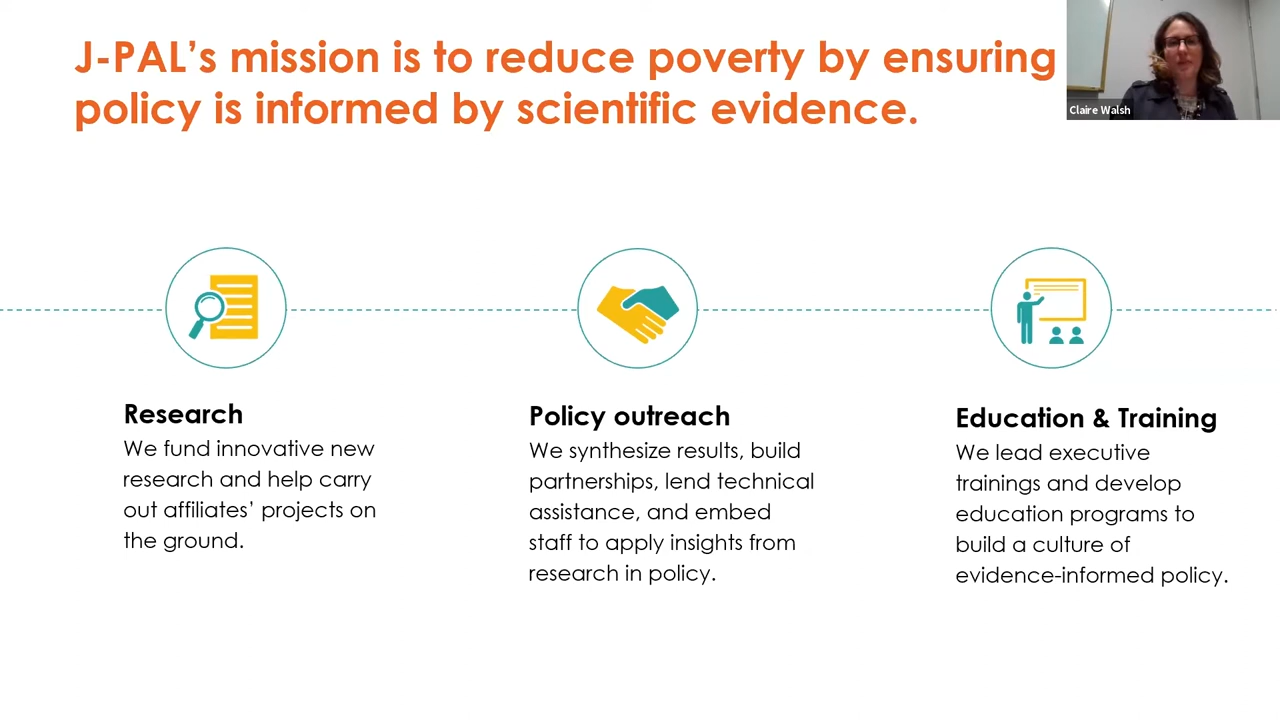 J-PAL’s mission is to reduce poverty by ensuring
policy is informed by scientific evidence.
Claire Walsh
Research
We fund innovative new
research and help carry
out affiliates’ projects on
the ground.
Policy outreach
We synthesize results, build
partnerships, lend technical
assistance, and embed
staff to apply insights from
research in policy.
Education & Training
We lead executive
trainings and develop
education programs to
build a culture of
evidence-informed policy.